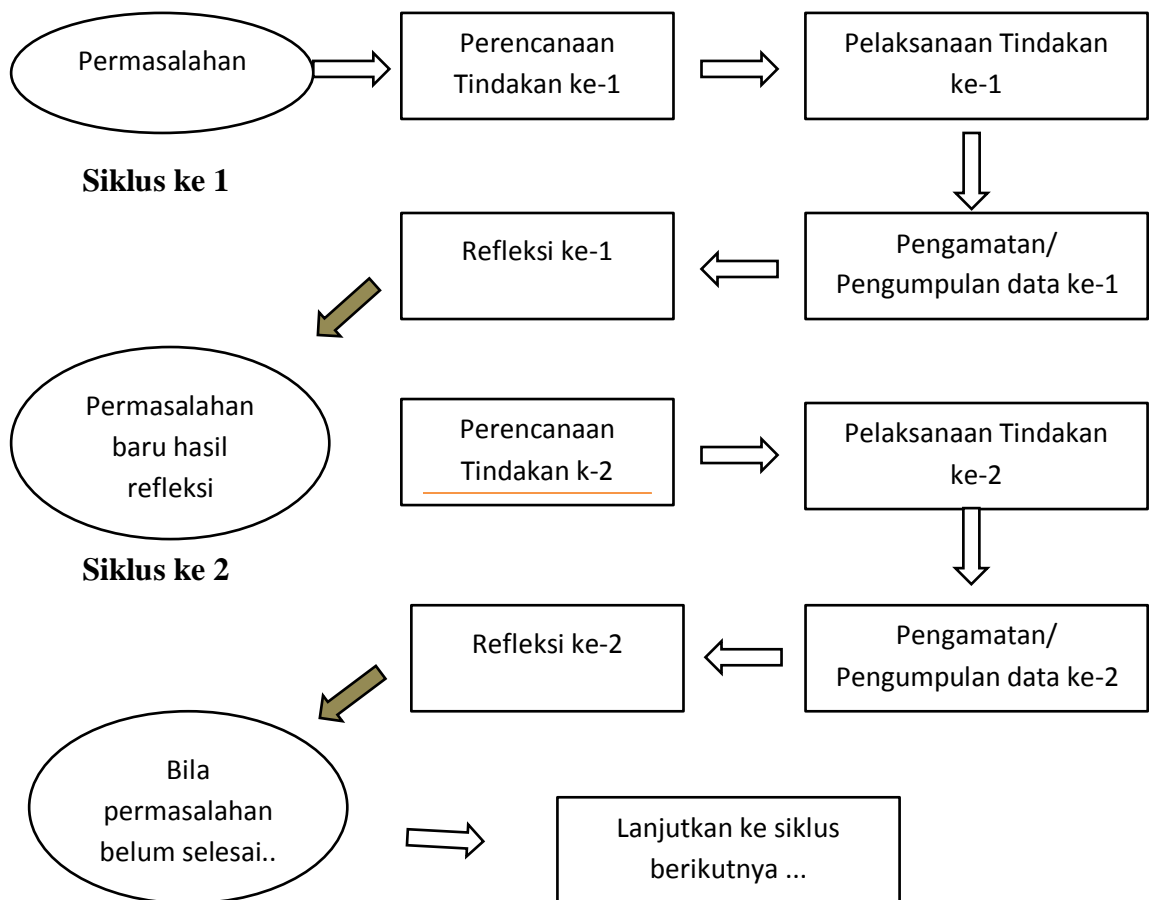 Permasalahan
Perencanaan
Tindakan ke-1
Pelaksanaan Tindakan
ke-1
Siklus ke 1
Refleksi ke-1
Pengamatan/
Pengumpulan data ke-1
Permasalahan
baru hasil
refleksi
Perencanaan
Tindakan k-2
Pelaksanaan Tindakan
ke-2
Siklus ke 2
Refleksi ke-2
Pengamatan/
Pengumpulan data ke-2
Bila
permasalahan
belum selesai..
Lanjutkan ke siklus
berikutnya ...